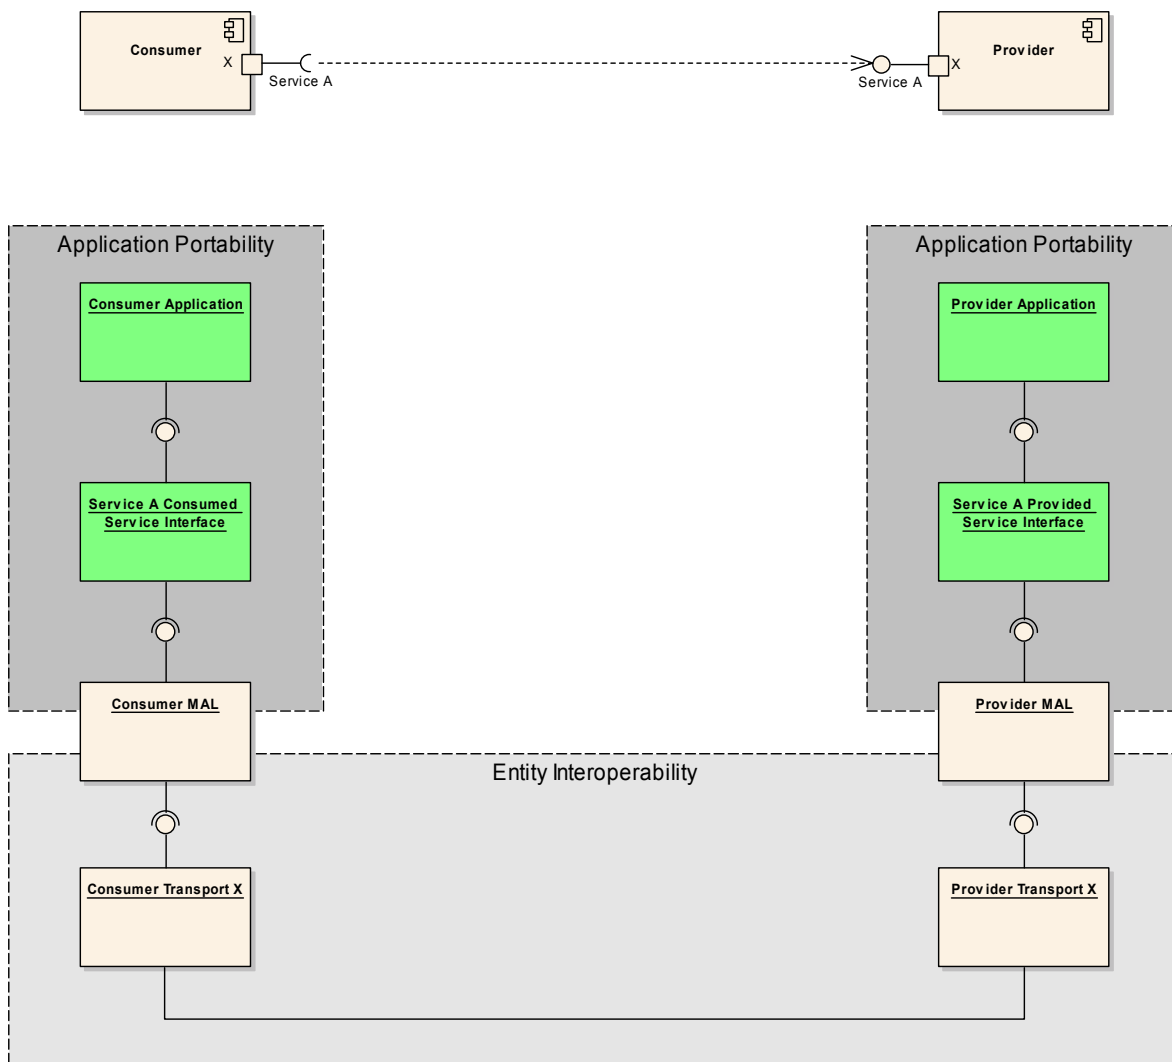 Consumer
X
Service A
Provider
X
Service A
Application Portability
Application Portability
Consumer Application
Provider Application
Service A Consumed
Service Interface
Service A Provided
Service Interface
Consumer MAL
Provider MAL
Entity Interoperability
Consumer Transport X
Provider Transport X